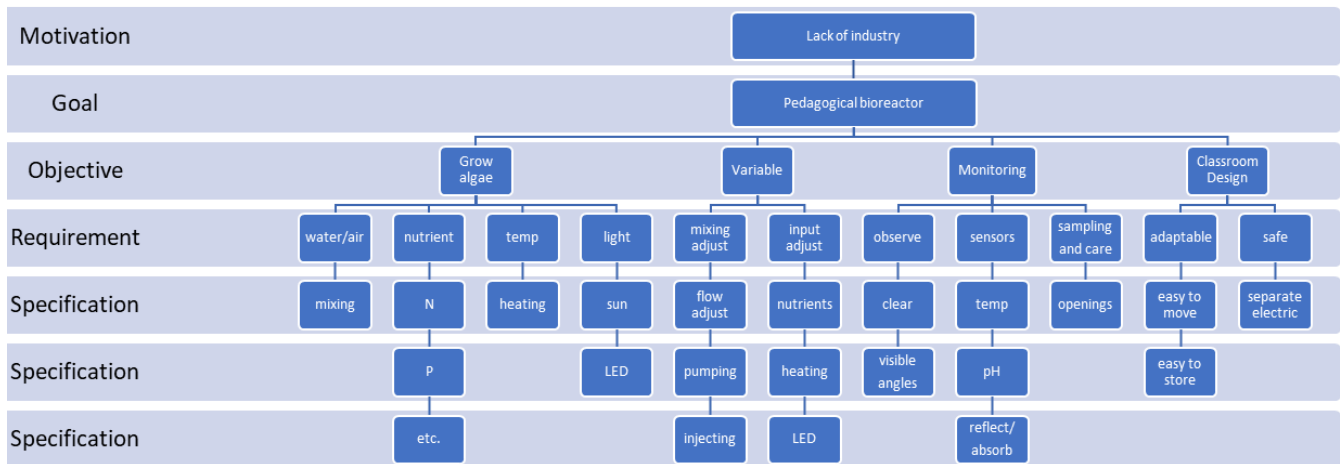 Motivation
Lack of industry
Goal
Pedagogical bioreactor
Objective
Grow
algae
Variable
Monitoring
Classroom
Design
Requirement
water/air
nutrient
temp
light
mixing
adjust
input
adjust
observe
sensors
sampling
and care
adaptable
safe
Specification
mixing
N
heating
sun
flow
adjust
nutrients
clear
temp
openings
easy to
move
separate
electric
Specification
P
LED
pumping
heating
visible
angles
pH
easy to
store
Specification
etc.
injecting
LED
reflect/
absorb